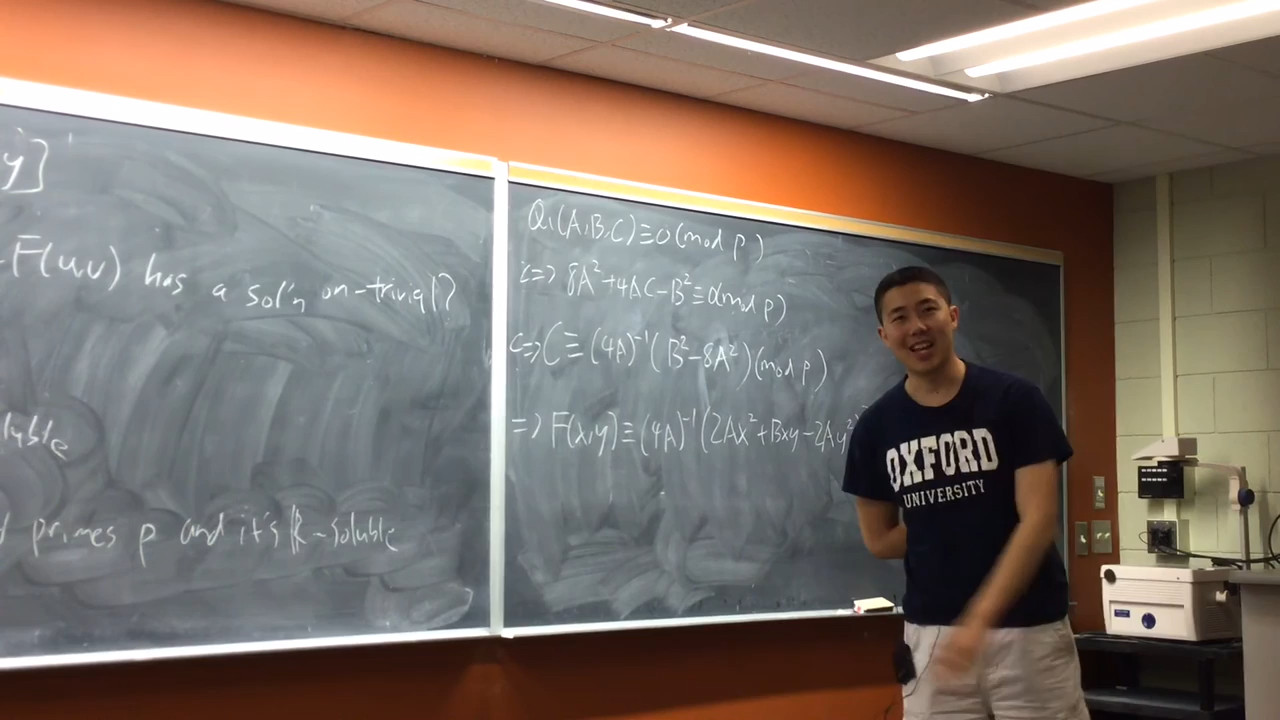 y]
F(u,v) has a sol'n on-trivial?
luble
primes p and it's ℝ-soluble
Q₁(A,B,C)≡0(mod p)
<=> 8A²+4AC-B²≡0(mod p)
<=> C≡(4A)⁻¹(B²-8A²)(mod p)
=> F(x,y)≡(4A)⁻¹(2Ax²+Bxy-2Ay²)
OXFORD
UNIVERSITY